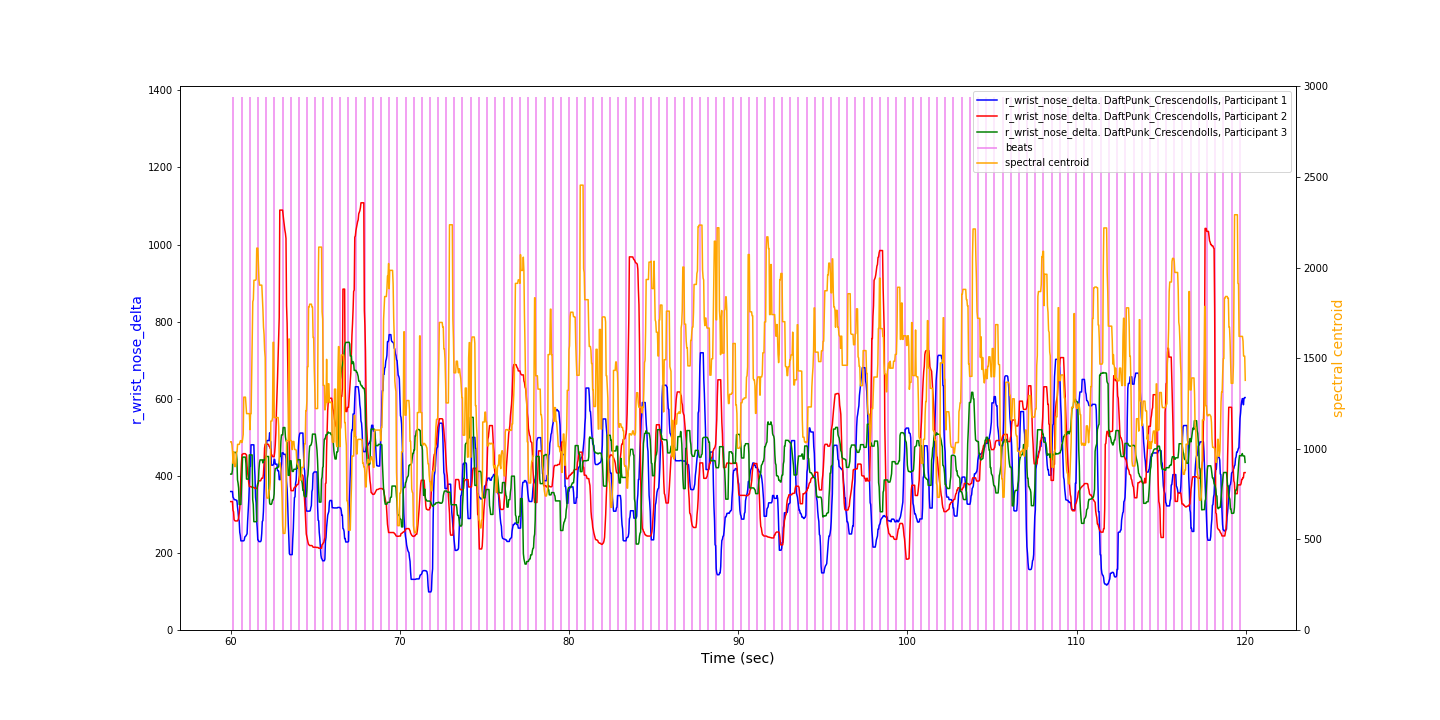 r_wrist_nose_delta. DaftPunk_Crescendolls, Participant 1
r_wrist_nose_delta. DaftPunk_Crescendolls, Participant 2
r_wrist_nose_delta. DaftPunk_Crescendolls, Participant 3
beats
spectral centroid
1400
1200
1000
800
600
400
200
0
r_wrist_nose_delta
3000
2500
2000
1500
1000
500
0
spectral centroid
60
70
80
90
100
110
120
Time (sec)